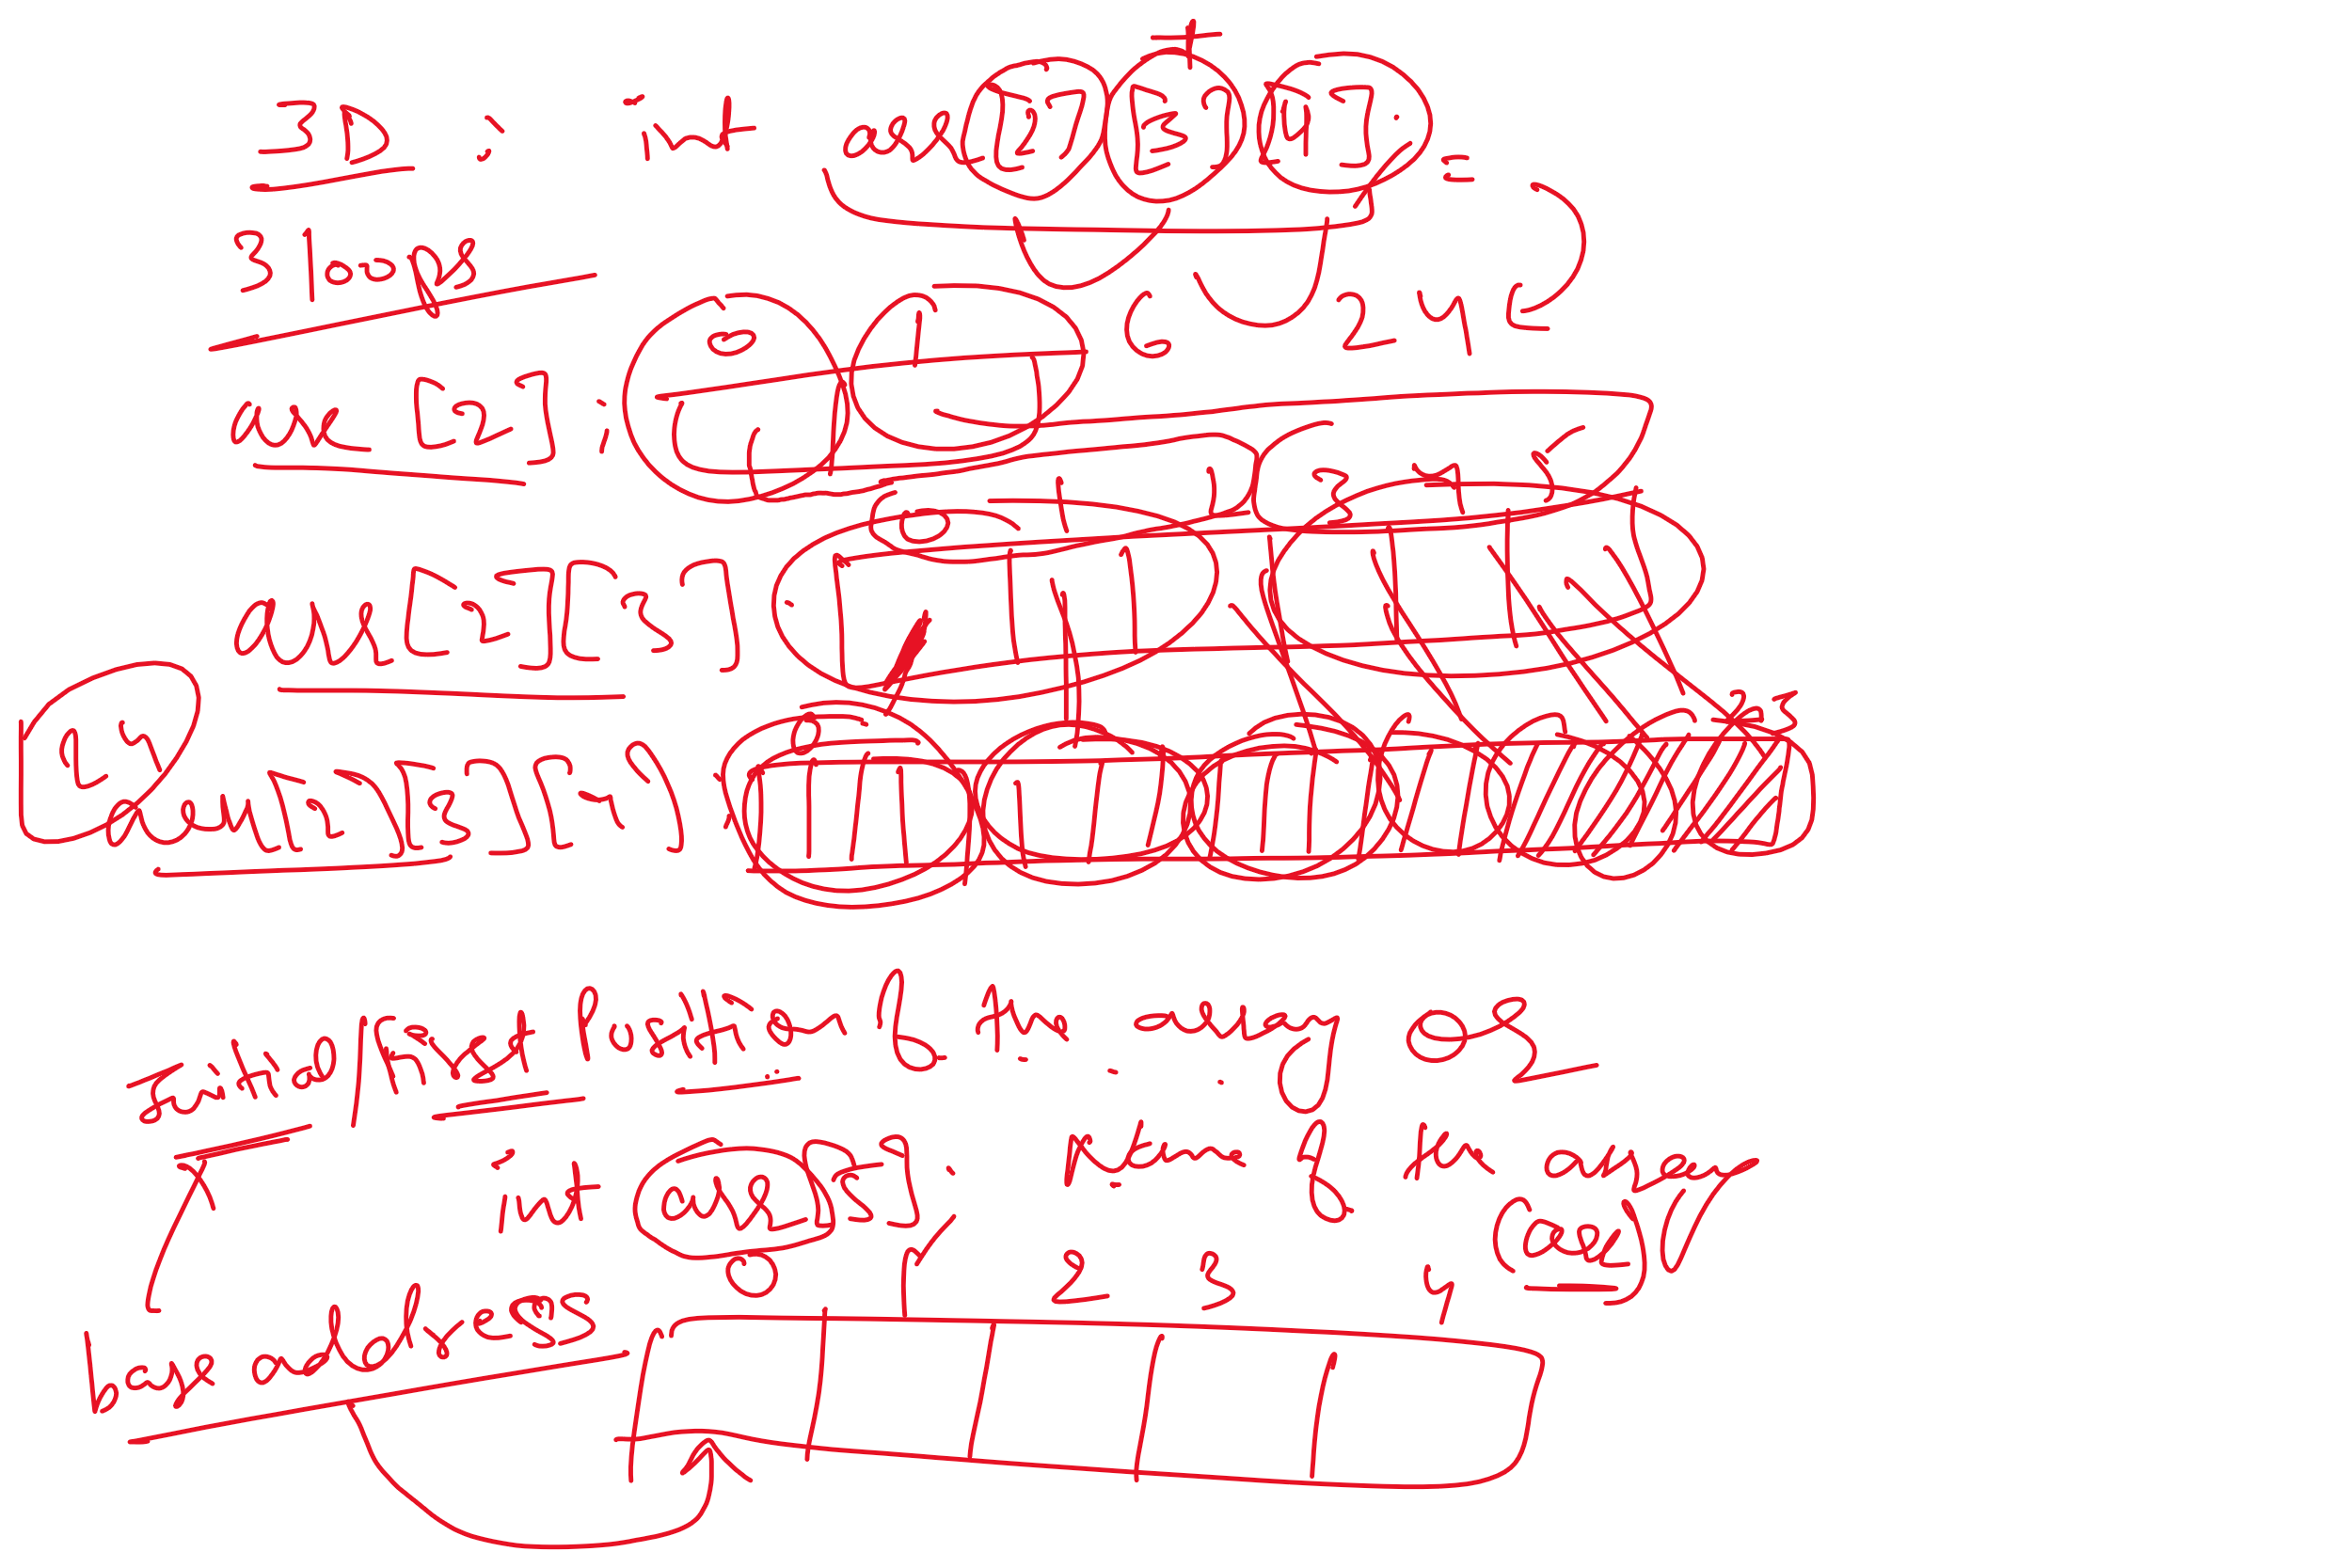 3D : int arr[2][3][4];
3 loops
6 24
arr[2]; 0 1
arr[2][3]; 0 1 2 3 4 5
24 arr[2][3][4]; 0 23
Initial/first position of the array is
base address
int arr[5]; Name of the array (arr)
0 1 2 3 4